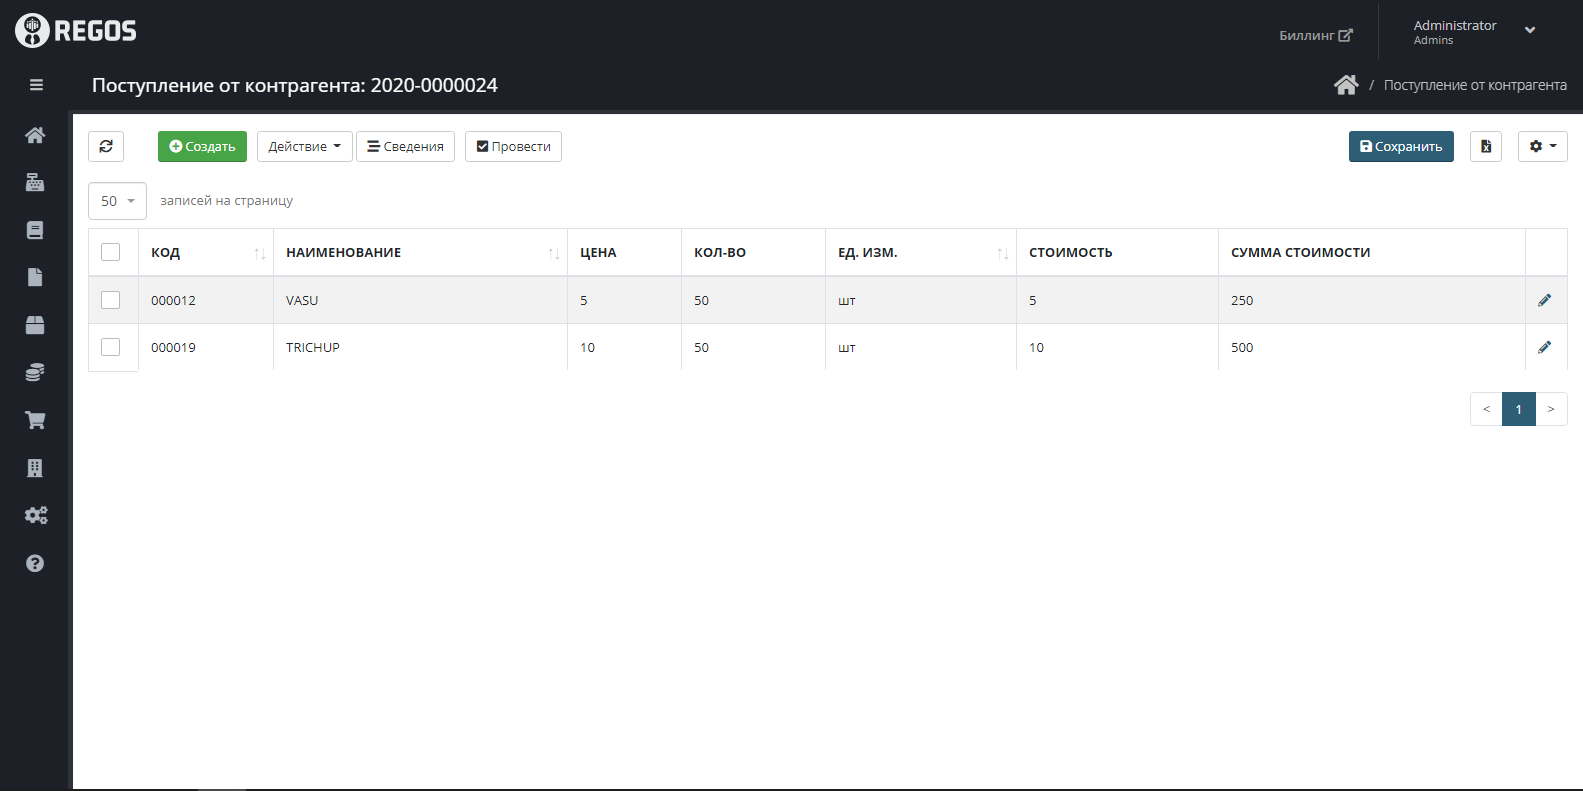 REGOS
Биллинг
Administrator
Admins
Поступление от контрагента: 2020-0000024
/ Поступление от контрагента
Создать Действие Сведения Провести Сохранить
50 записей на страницу
КОД НАИМЕНОВАНИЕ ЦЕНА КОЛ-ВО ЕД. ИЗМ. СТОИМОСТЬ СУММА СТОИМОСТИ
000012 VASU 5 50 шт 5 250
000019 TRICHUP 10 50 шт 10 500
< 1 >